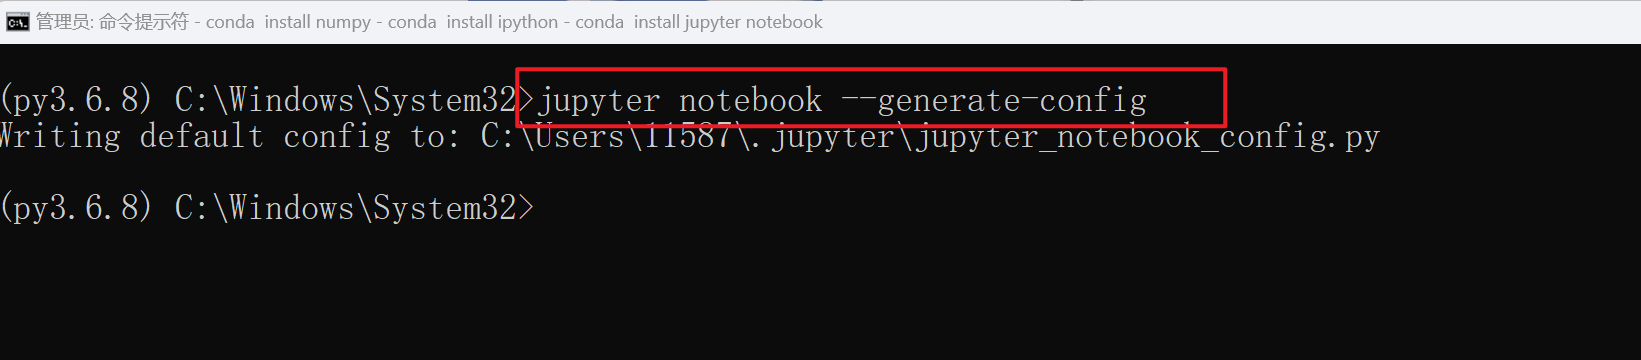 管理员: 命令提示符 - conda  install numpy - conda  install ipython - conda  install jupyter notebook
(py3.6.8) C:\Windows\System32>jupyter notebook --generate-config
Writing default config to: C:\Users\11587\.jupyter\jupyter_notebook_config.py
(py3.6.8) C:\Windows\System32>